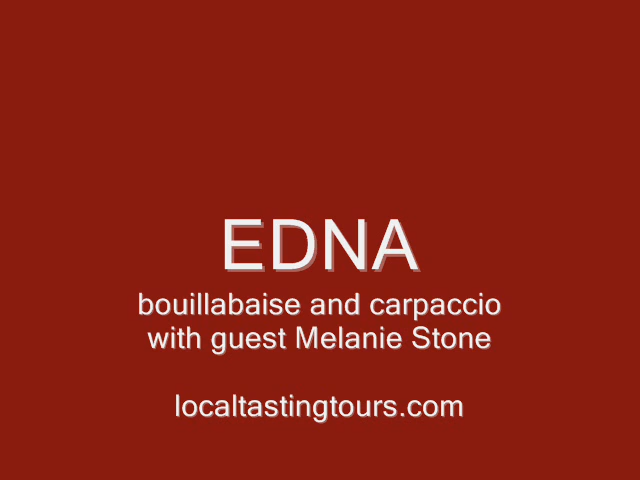 EDNA
bouillabaise and carpaccio
with guest Melanie Stone
localtastingtours.com